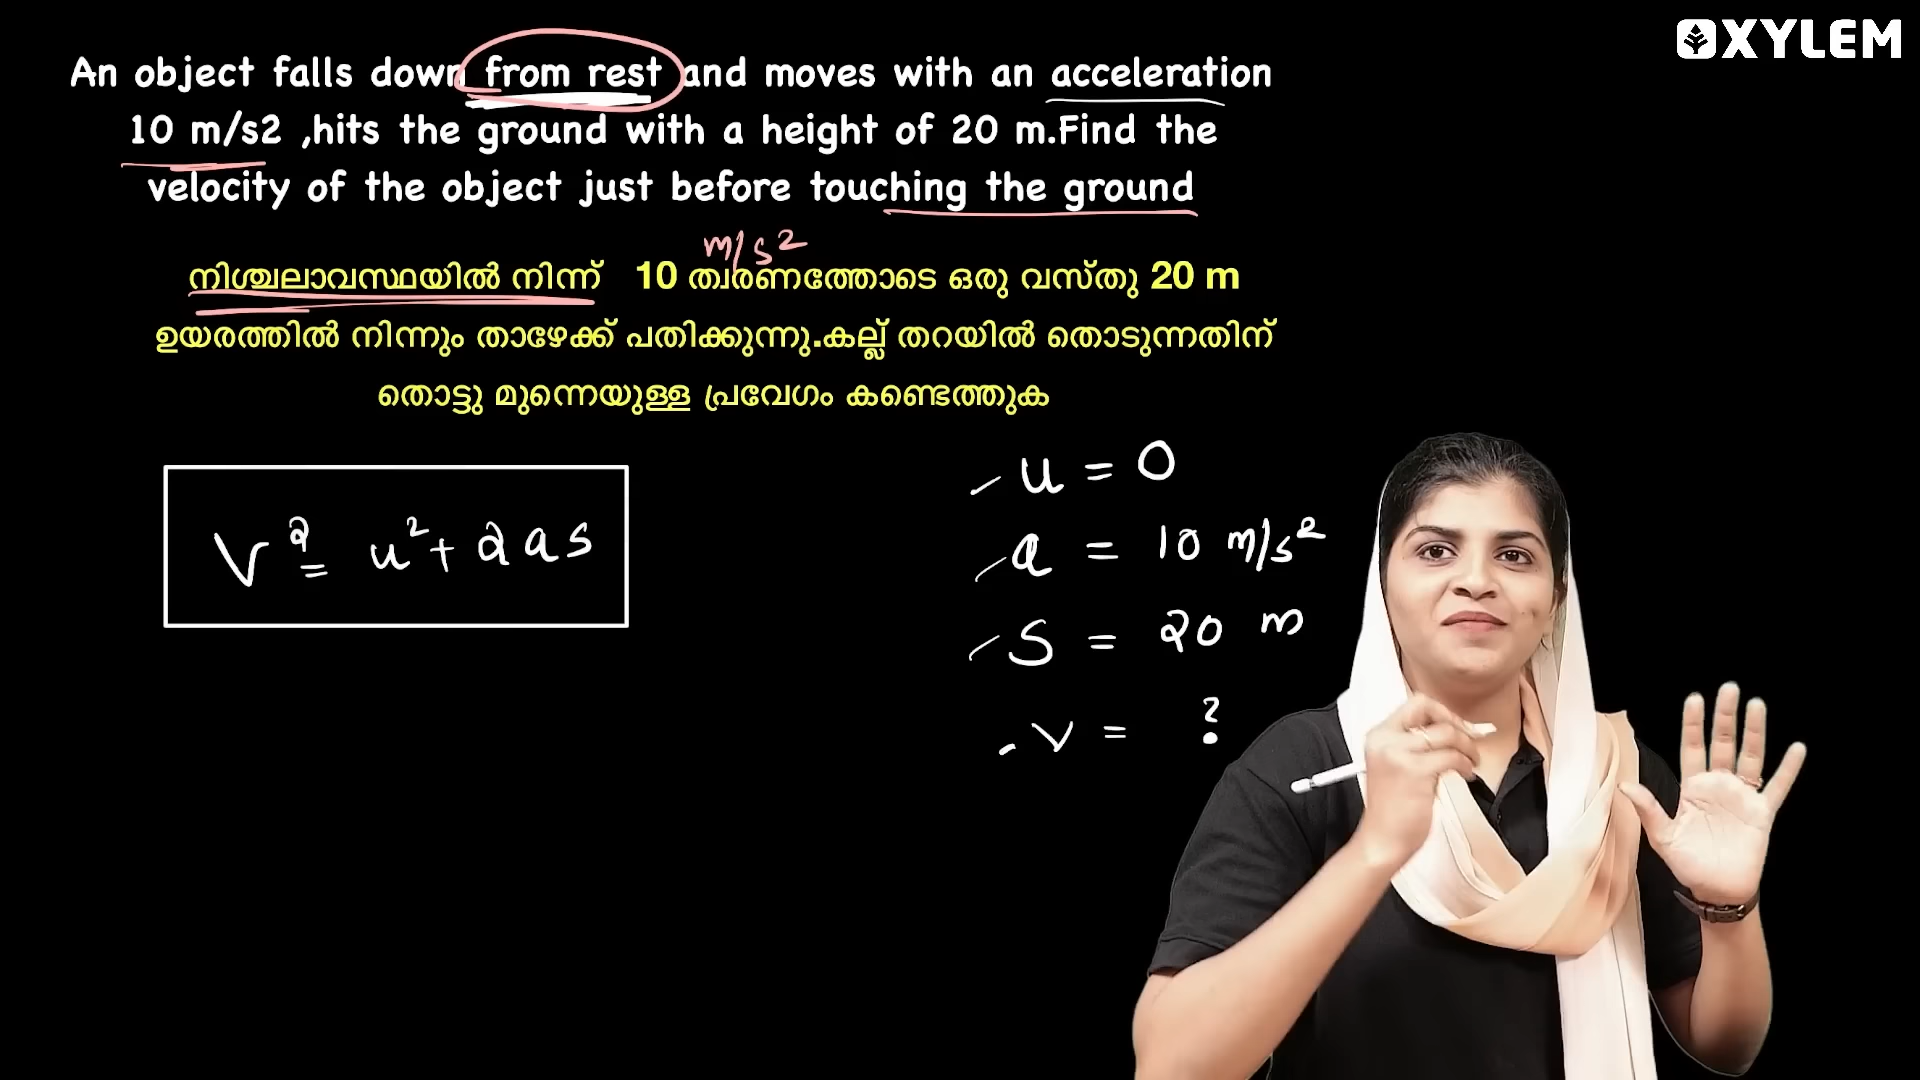 XYLEM
An object falls down from rest and moves with an acceleration
10 m/s2 ,hits the ground with a height of 20 m.Find the
velocity of the object just before touching the ground
m/s2
നിശ്ചലാവസ്ഥയിൽ നിന്ന് 10 ത്വരണത്തോടെ ഒരു വസ്തു 20 m
ഉയരത്തിൽ നിന്നും താഴേക്ക് പതിക്കുന്നു.കല്ല് തറയിൽ തൊടുന്നതിന്
തൊട്ടു മുന്നെയുള്ള പ്രവേഗം കണ്ടെത്തുക
V² = u² + 2as
u = 0
a = 10 m/s²
S = 20 m
v = ?